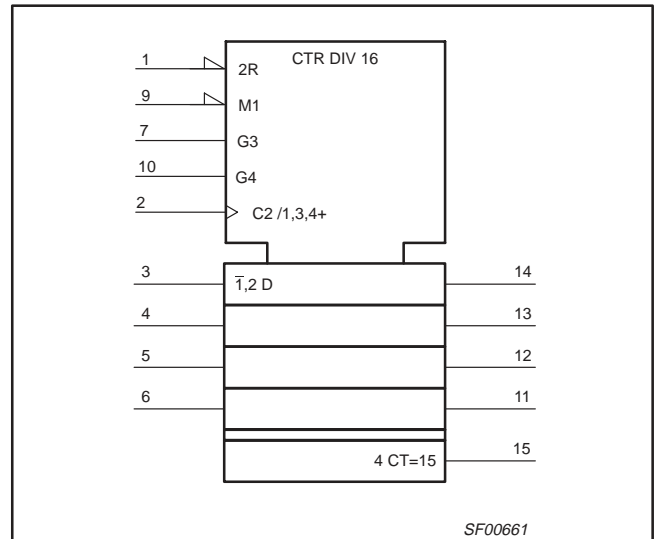 CTR DIV 16
1 2R
9 M1
7 G3
10 G4
2 C2 /1,3,4+
3 1̅,2 D 14
4 13
5 12
6 11
4 CT=15 15
SF00661